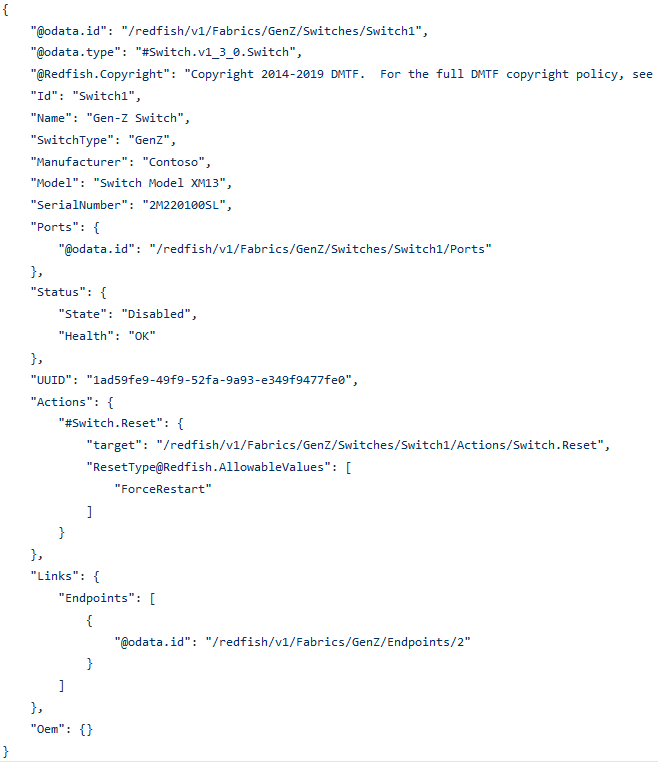 {
    "@odata.id": "/redfish/v1/Fabrics/GenZ/Switches/Switch1",
    "@odata.type": "#Switch.v1_3_0.Switch",
    "@Redfish.Copyright": "Copyright 2014-2019 DMTF.  For the full DMTF copyright policy, see
    "Id": "Switch1",
    "Name": "Gen-Z Switch",
    "SwitchType": "GenZ",
    "Manufacturer": "Contoso",
    "Model": "Switch Model XM13",
    "SerialNumber": "2M220100SL",
    "Ports": {
        "@odata.id": "/redfish/v1/Fabrics/GenZ/Switches/Switch1/Ports"
    },
    "Status": {
        "State": "Disabled",
        "Health": "OK"
    },
    "UUID": "1ad59fe9-49f9-52fa-9a93-e349f9477fe0",
    "Actions": {
        "#Switch.Reset": {
            "target": "/redfish/v1/Fabrics/GenZ/Switches/Switch1/Actions/Switch.Reset",
            "ResetType@Redfish.AllowableValues": [
                "ForceRestart"
            ]
        }
    },
    "Links": {
        "Endpoints": [
            {
                "@odata.id": "/redfish/v1/Fabrics/GenZ/Endpoints/2"
            }
        ]
    },
    "Oem": {}
}